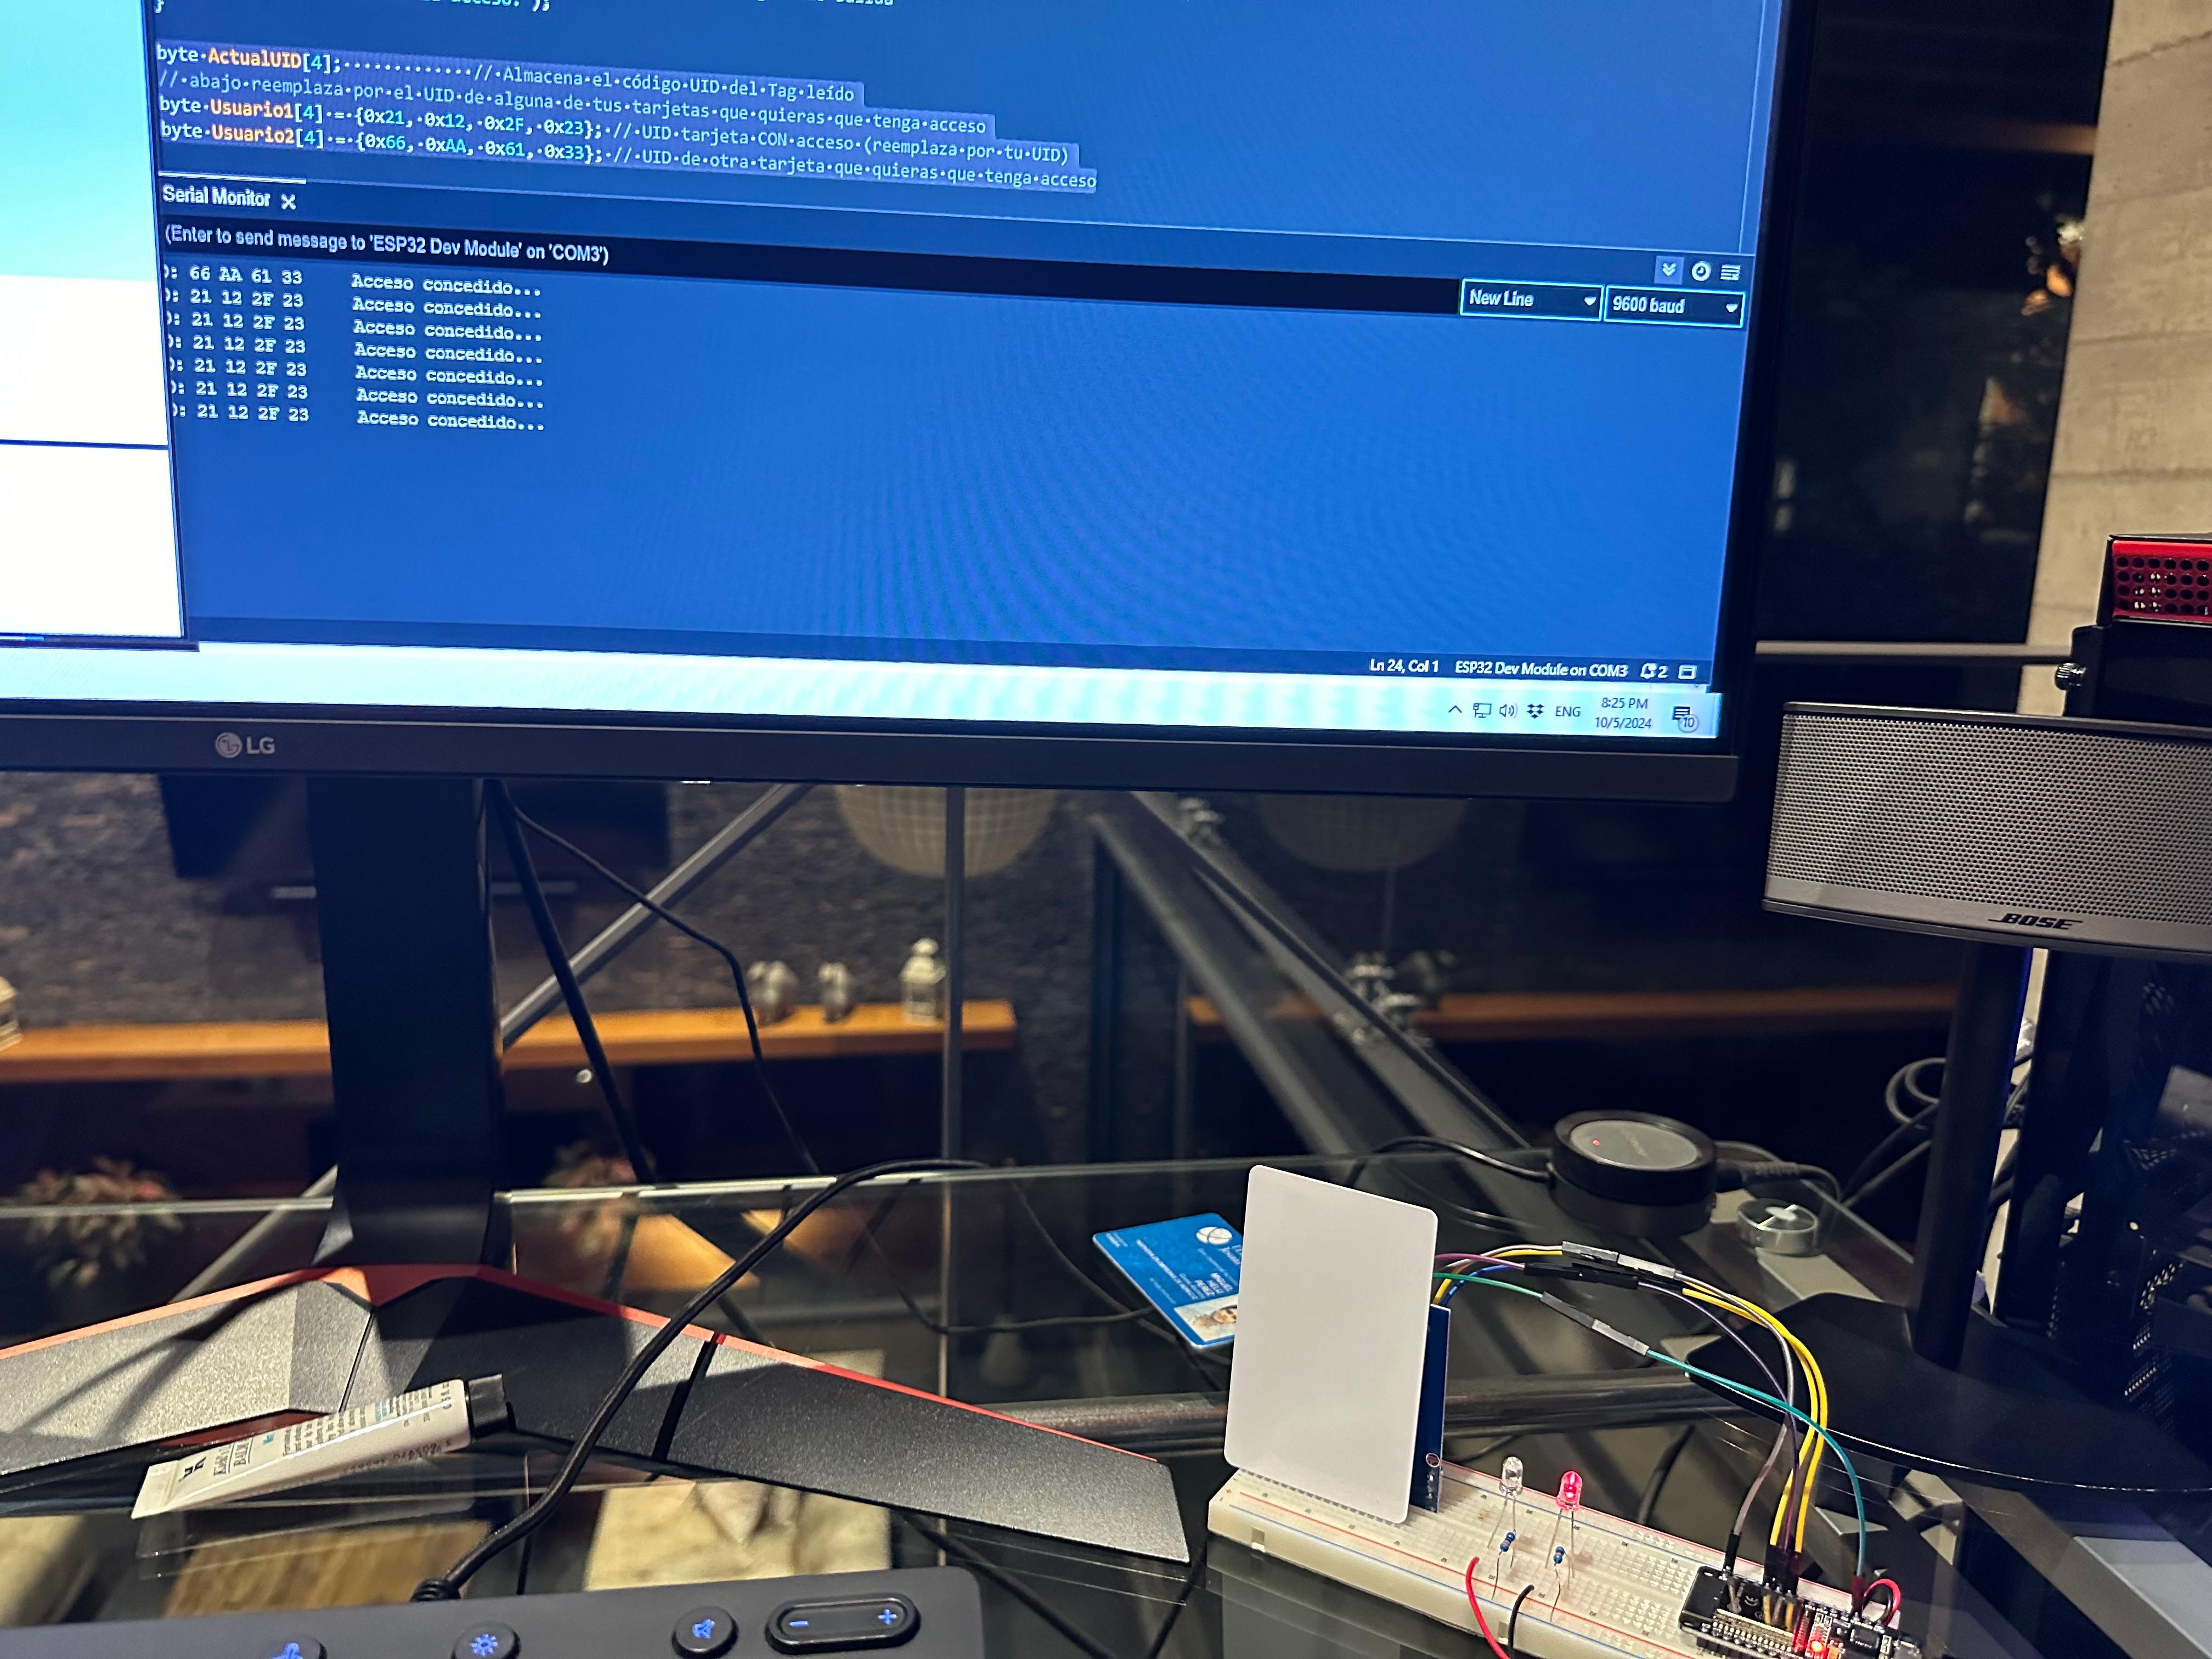 }
byte·ActualUID[4];·············//·Almacena·el·código·UID·del·Tag·leído
//·abajo·reemplaza·por·el·UID·de·alguna·de·tus·tarjetas·que·quieras·que·tenga·acceso
byte·Usuario1[4]·=·{0x21,·0x12,·0x2F,·0x23};·//·UID·tarjeta·CON·acceso·(reemplaza·por·tu·UID)
byte·Usuario2[4]·=·{0x66,·0xAA,·0x61,·0x33};·//·UID·de·otra·tarjeta·que·quieras·que·tenga·acceso
Serial Monitor
(Enter to send message to 'ESP32 Dev Module' on 'COM3')
New Line 9600 baud
: 66 AA 61 33 Acceso concedido...
: 21 12 2F 23 Acceso concedido...
: 21 12 2F 23 Acceso concedido...
: 21 12 2F 23 Acceso concedido...
: 21 12 2F 23 Acceso concedido...
: 21 12 2F 23 Acceso concedido...
: 21 12 2F 23 Acceso concedido...
Ln 24, Col 1 ESP32 Dev Module on COM3 2
ENG 8:25 PM
10/5/2024
10
LG
BOSE